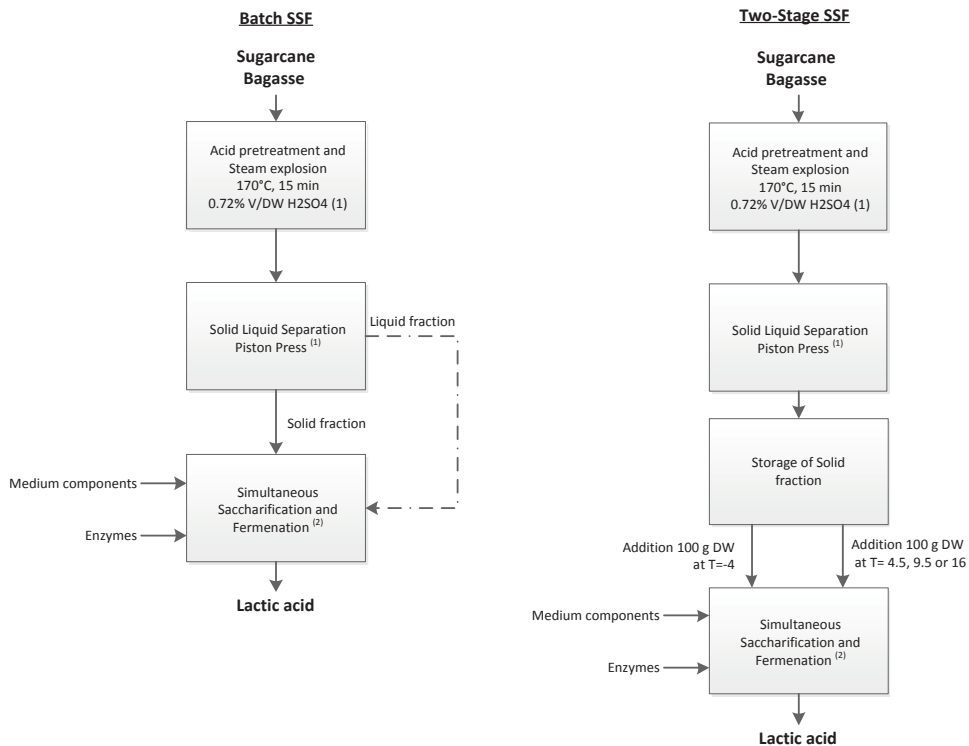 Batch SSF
Sugarcane
Bagasse
Acid pretreatment and
Steam explosion
170°C, 15 min
0.72% V/DW H2SO4 (1)
Solid Liquid Separation
Piston Press (1)
Liquid fraction
Solid fraction
Medium components
Enzymes
Simultaneous
Saccharification and
Fermenation (2)
Lactic acid
Two-Stage SSF
Sugarcane
Bagasse
Acid pretreatment and
Steam explosion
170°C, 15 min
0.72% V/DW H2SO4 (1)
Solid Liquid Separation
Piston Press (1)
Storage of Solid
fraction
Addition 100 g DW
at T=-4
Addition 100 g DW
at T= 4.5, 9.5 or 16
Medium components
Enzymes
Simultaneous
Saccharification and
Fermenation (2)
Lactic acid